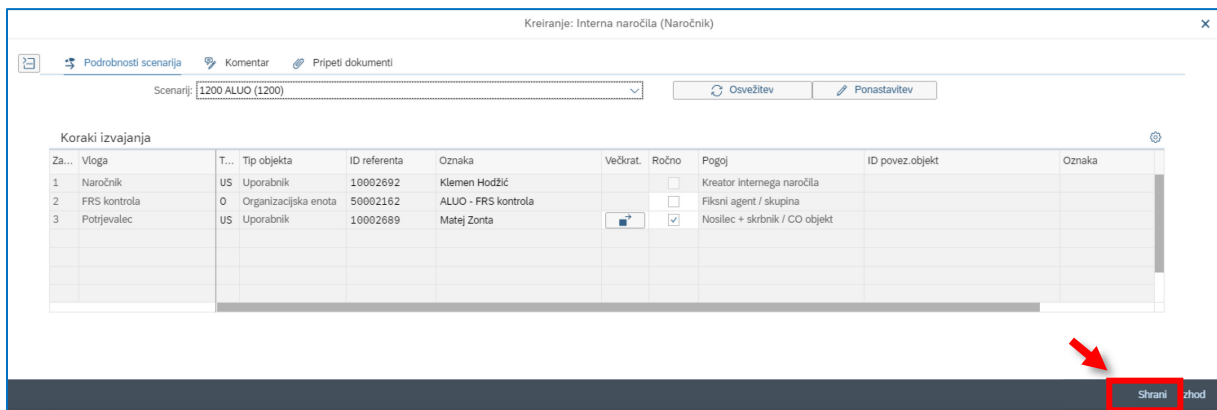 Kreiranje: Interna naročila (Naročnik)
Podrobnosti scenarija Komentar Pripeti dokumenti
Scenarij: 1200 ALUO (1200) Osvežitev Ponastavitev
Koraki izvajanja
Za... Vloga T... Tip objekta ID referenta Oznaka Večkrat. Ročno Pogoj ID povez.objekt Oznaka
1 Naročnik US Uporabnik 10002692 Klemen Hodžić Kreator internega naročila
2 FRS kontrola O Organizacijska enota 50002162 ALUO - FRS kontrola Fiksni agent / skupina
3 Potrjevalec US Uporabnik 10002689 Matej Zonta Nosilec + skrbnik / CO objekt
Shrani zhod